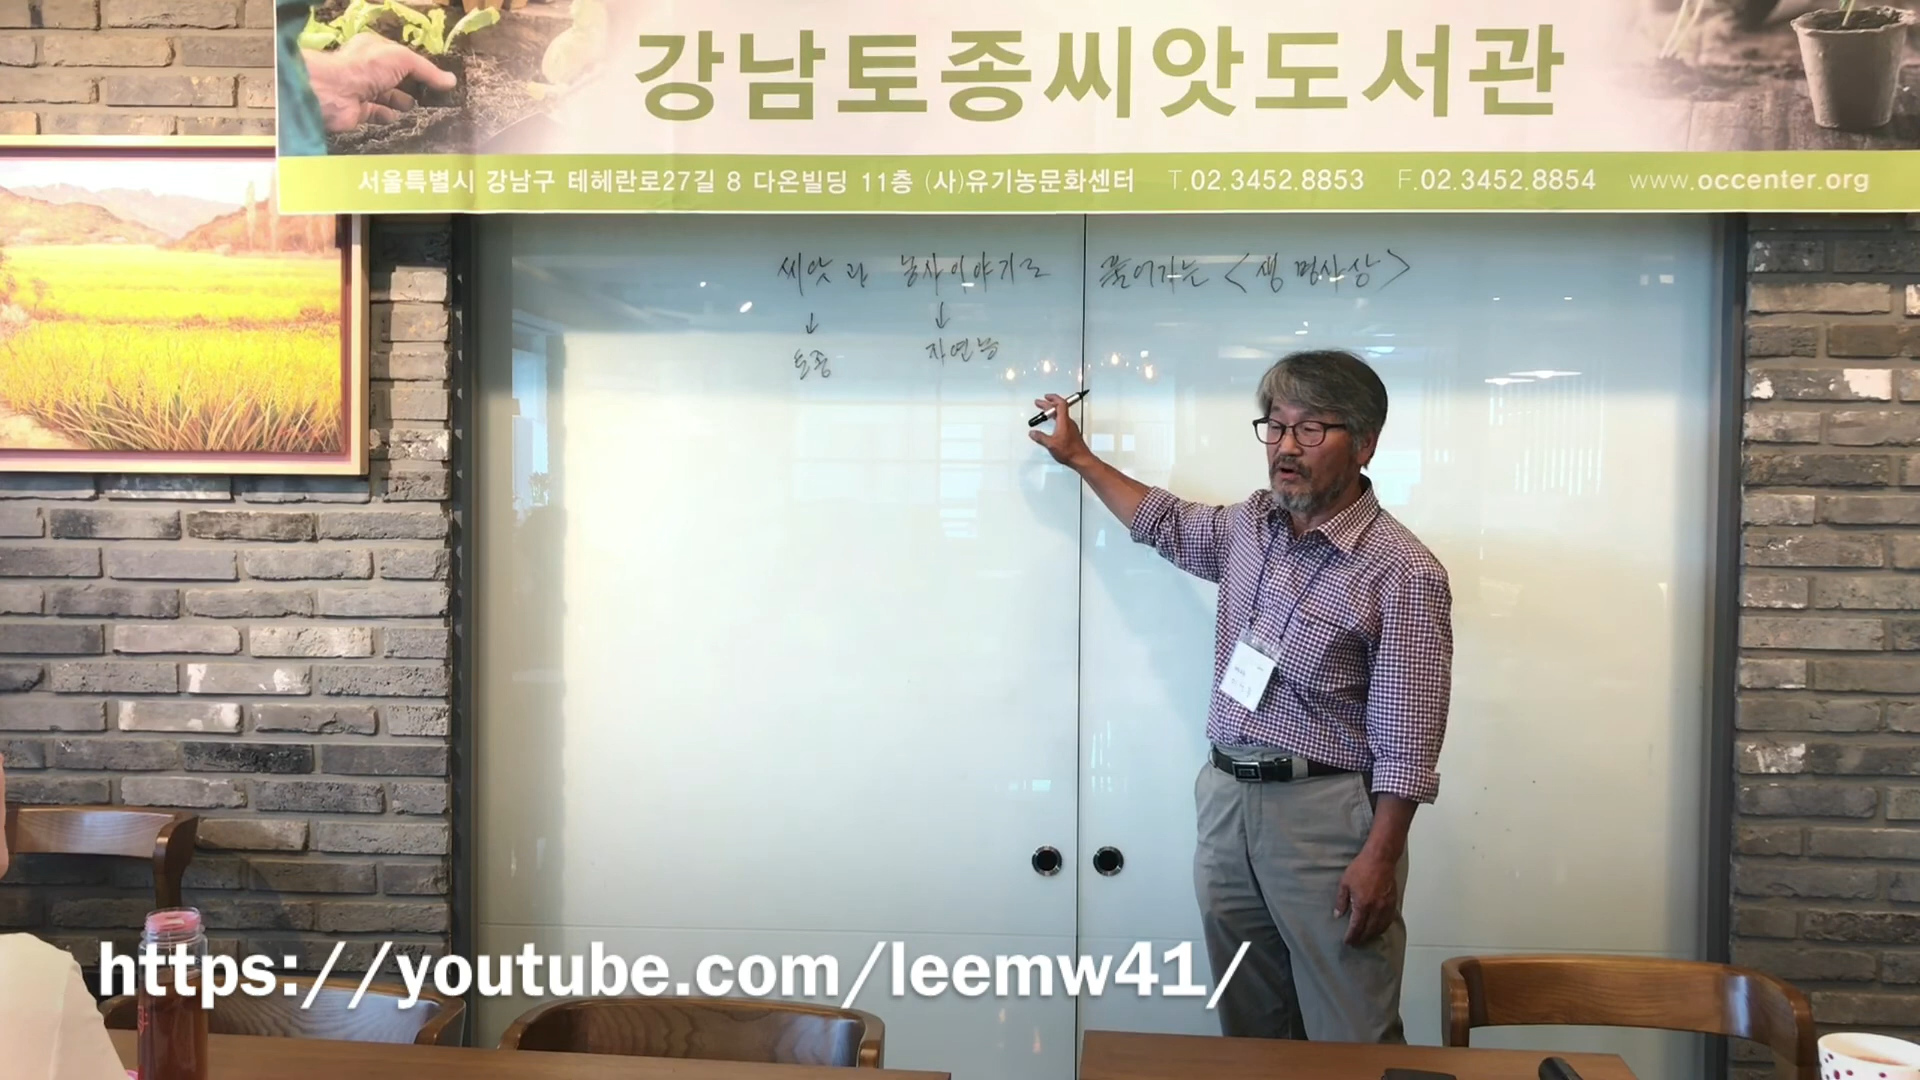 강남토종씨앗도서관
서울특별시 강남구 테헤란로27길 8 다온빌딩 11층 (사)유기농문화센터 T.02.3452.8853 F.02.3452.8854 www.occenter.org
씨앗과 농사이야기로 풀어가는 <생명사상>
↓ ↓
토종 자연농
https://youtube.com/leemw41/